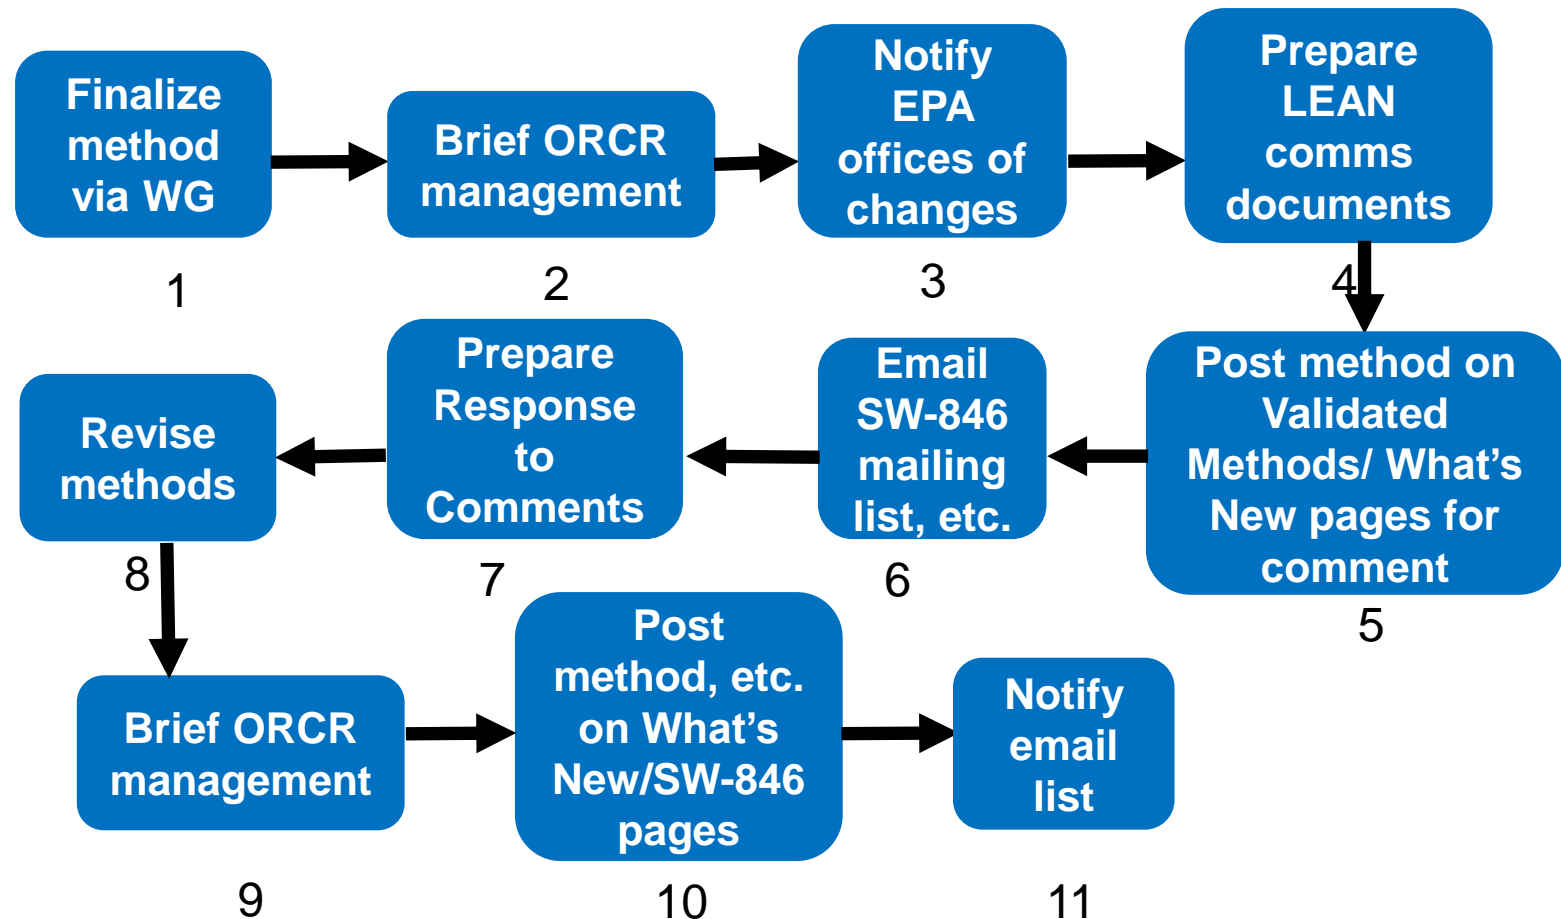 Finalize
method
via WG
1
Brief ORCR
management
2
Notify
EPA
offices of
changes
3
Prepare
LEAN
comms
documents
4
Post method on
Validated
Methods/ What’s
New pages for
comment
5
Email
SW-846
mailing
list, etc.
6
Prepare
Response
to
Comments
7
Revise
methods
8
Brief ORCR
management
9
Post
method, etc.
on What’s
New/SW-846
pages
10
Notify
email
list
11